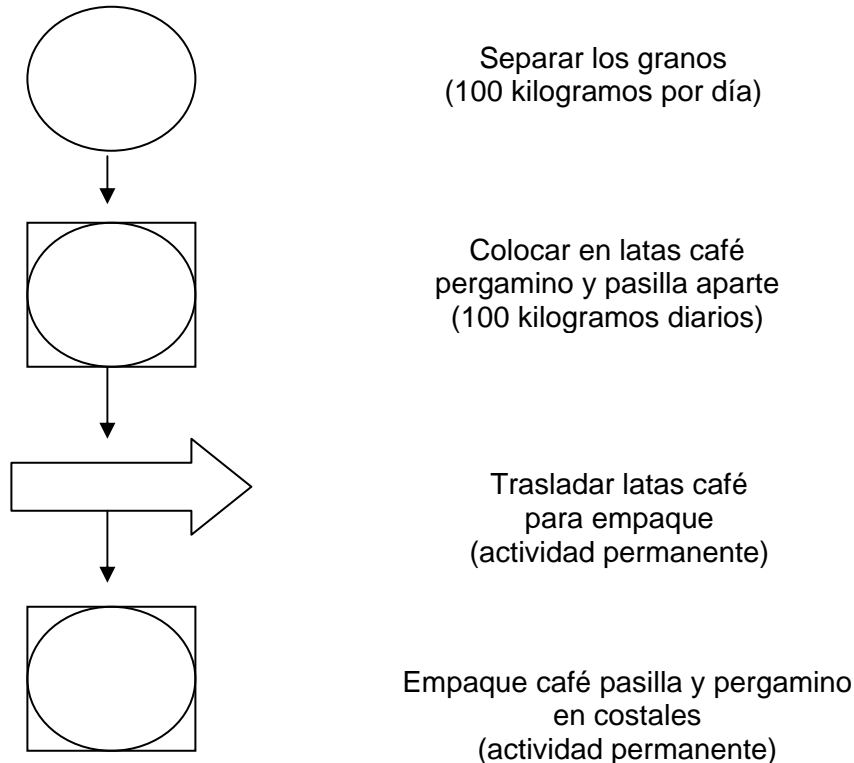 Separar los granos
(100 kilogramos por día)
Colocar en latas café
pergamino y pasilla aparte
(100 kilogramos diarios)
Trasladar latas café
para empaque
(actividad permanente)
Empaque café pasilla y pergamino
en costales
(actividad permanente)